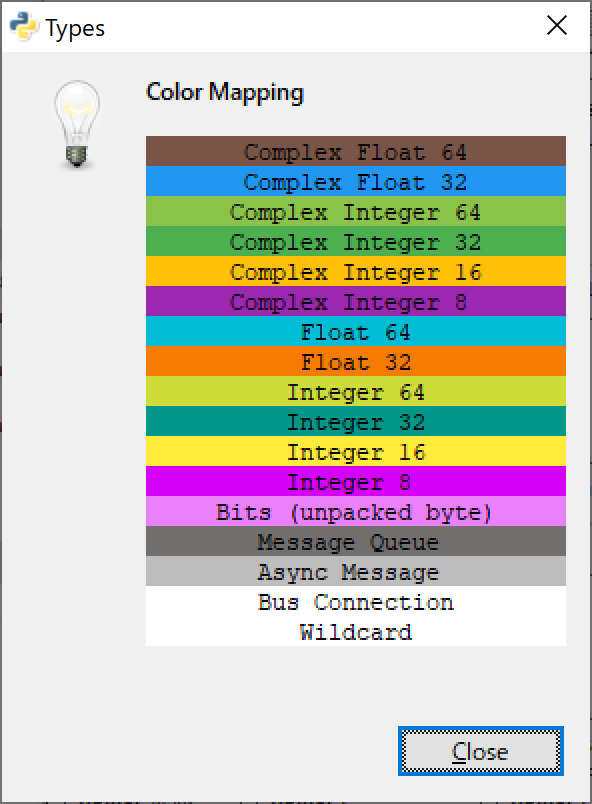 Types
Color Mapping
Complex Float 64
Complex Float 32
Complex Integer 64
Complex Integer 32
Complex Integer 16
Complex Integer 8
Float 64
Float 32
Integer 64
Integer 32
Integer 16
Integer 8
Bits (unpacked byte)
Message Queue
Async Message
Bus Connection
Wildcard
Close